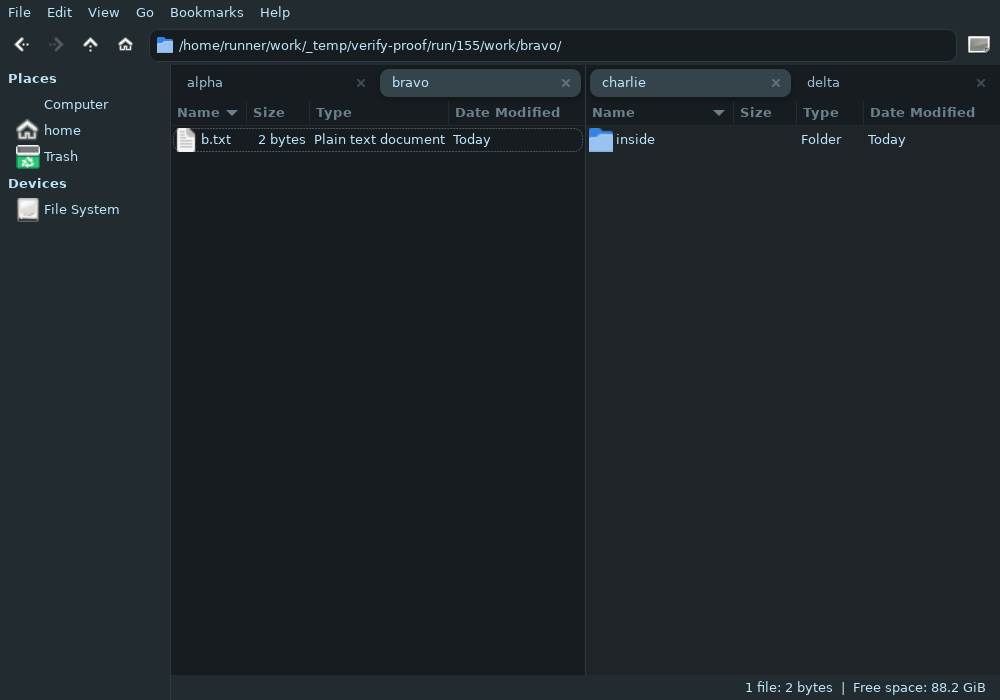 File Edit View Go Bookmarks Help
/home/runner/work/_temp/verify-proof/run/155/work/bravo/
Places
Computer
home
Trash
Devices
File System
alpha
bravo
Name Size Type Date Modified
b.txt 2 bytes Plain text document Today
charlie
delta
Name Size Type Date Modified
inside Folder Today
1 file: 2 bytes | Free space: 88.2 GiB